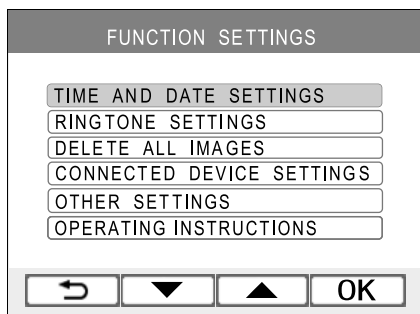 FUNCTION SETTINGS
TIME AND DATE SETTINGS
RINGTONE SETTINGS
DELETE ALL IMAGES
CONNECTED DEVICE SETTINGS
OTHER SETTINGS
OPERATING INSTRUCTIONS
OK